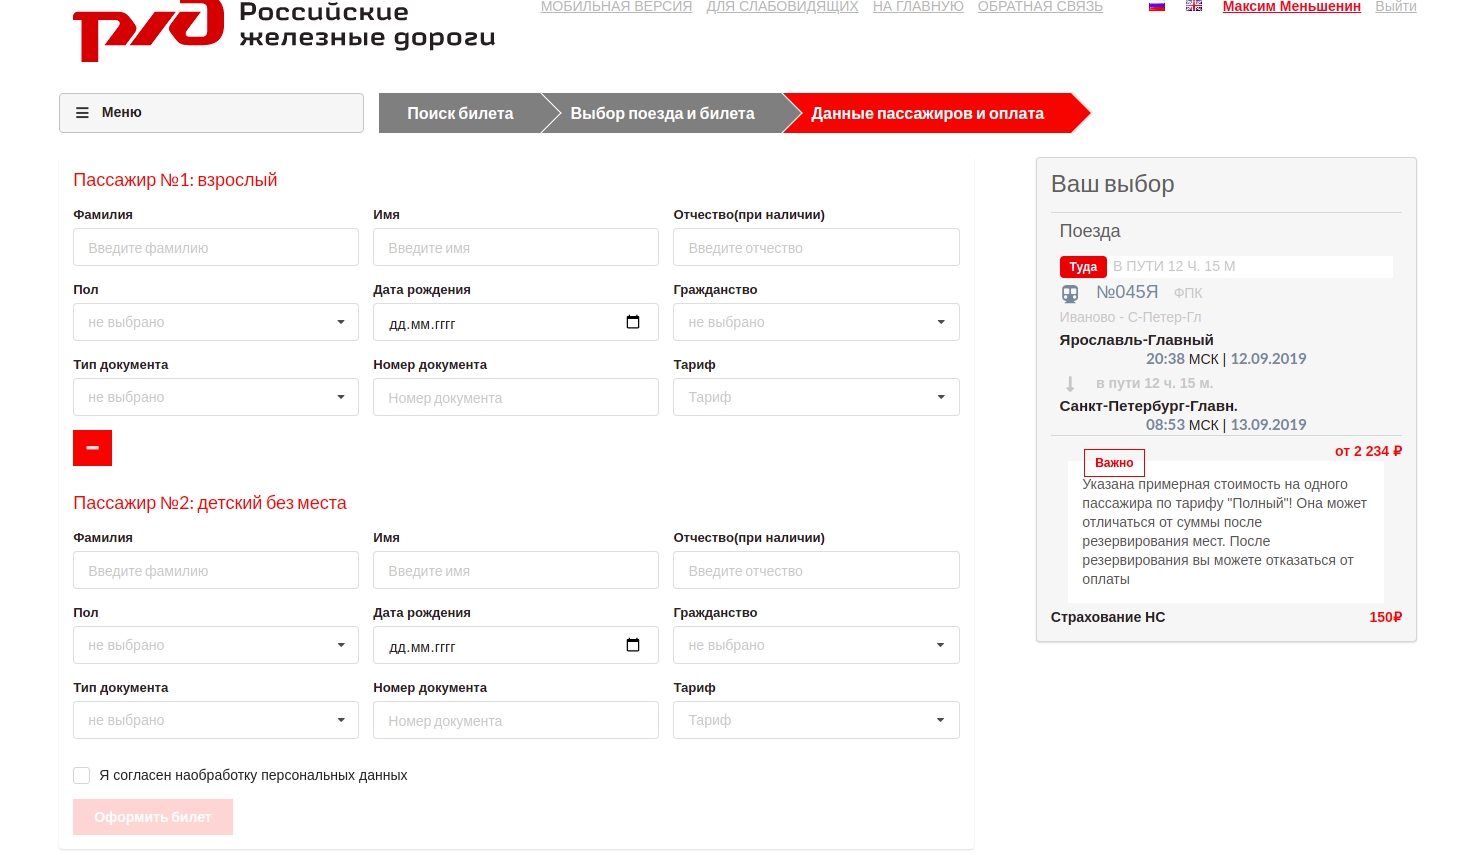 Российские
железные дороги
МОБИЛЬНАЯ ВЕРСИЯ ДЛЯ СЛАБОВИДЯЩИХ НА ГЛАВНУЮ ОБРАТНАЯ СВЯЗЬ Максим Меньшенин Выйти
Меню
Поиск билета Выбор поезда и билета Данные пассажиров и оплата
Пассажир №1: взрослый
Фамилия Имя Отчество(при наличии)
Введите фамилию Введите имя Введите отчество
Пол Дата рождения Гражданство
не выбрано дд.мм.гггг не выбрано
Тип документа Номер документа Тариф
не выбрано Номер документа Тариф
Пассажир №2: детский без места
Фамилия Имя Отчество(при наличии)
Введите фамилию Введите имя Введите отчество
Пол Дата рождения Гражданство
не выбрано дд.мм.гггг не выбрано
Тип документа Номер документа Тариф
не выбрано Номер документа Тариф
Я согласен наобработку персональных данных
Оформить билет
Ваш выбор
Поезда
Туда В ПУТИ 12 Ч. 15 М
№045Я ФПК
Иваново - С-Петер-Гл
Ярославль-Главный
20:38 МСК | 12.09.2019
в пути 12 ч. 15 м.
Санкт-Петербург-Главн.
08:53 МСК | 13.09.2019
от 2 234 ₽
Важно
Указана примерная стоимость на одного
пассажира по тарифу "Полный"! Она может
отличаться от суммы после
резервирования мест. После
резервирования вы можете отказаться от
оплаты
Страхование НС 150₽